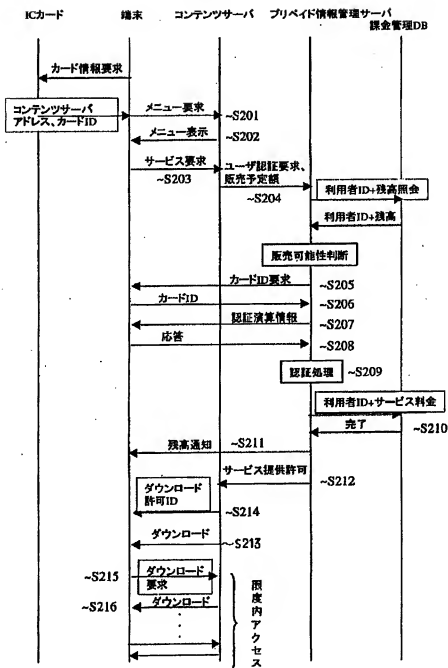 ICカード 端末 コンテンツサーバ プリペイド情報管理サーバ
課金管理DB
カード情報要求
コンテンツサーバ
アドレス、カードID
メニュー要求 ~S201
メニュー表示 ~S202
サービス要求
~S203
ユーザ認証要求、
販売予定額
~S204
利用者ID+残高照会
利用者ID+残高
販売可能性判断
カードID要求 ~S205
カードID ~S206
認証演算情報 ~S207
応答 ~S208
認証処理 ~S209
利用者ID+サービス料金
完了 ~S210
残高通知 ~S211
サービス提供許可 ~S212
ダウンロード
許可ID ~S214
ダウンロード ~S213
~S215 ダウンロード
要求
~S216 ダウンロード
限度内アクセス